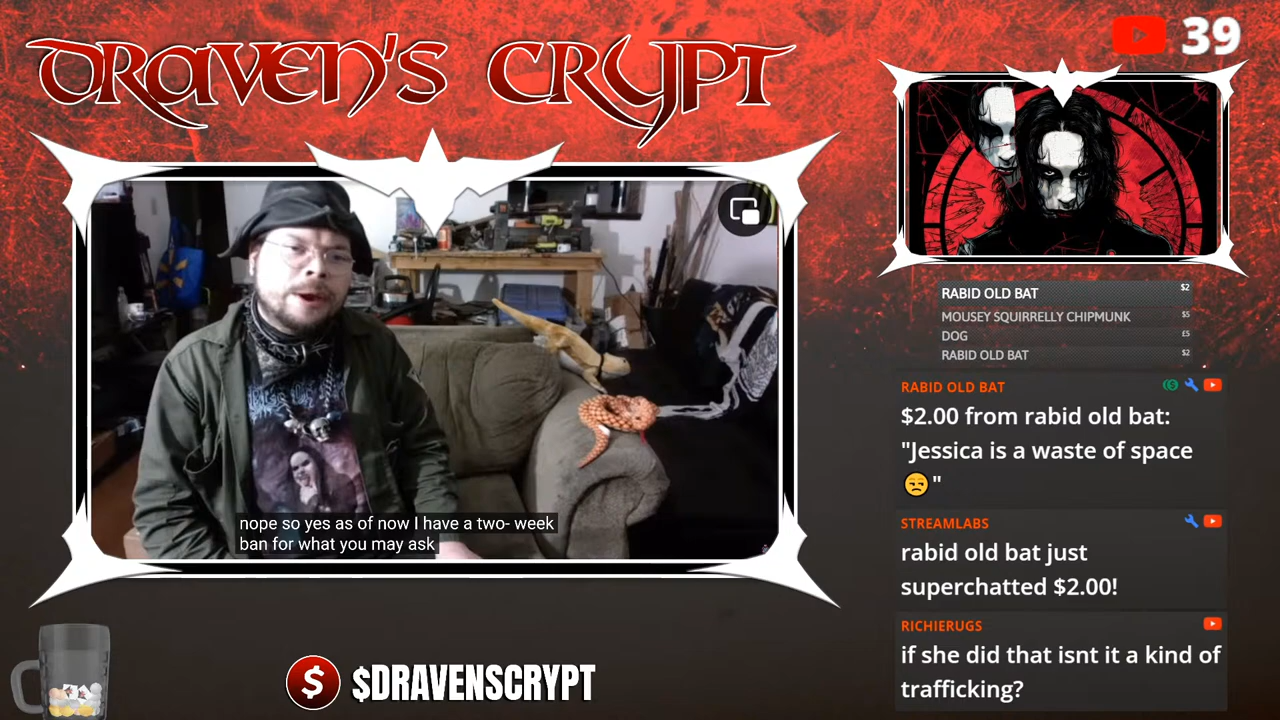 DRAVEN'S CRYPT
39
RABID OLD BAT $2
MOUSEY SQUIRRELLY CHIPMUNK $5
DOG £5
RABID OLD BAT $2
RABID OLD BAT
$2.00 from rabid old bat:
"Jessica is a waste of space
😒"
STREAMLABS
rabid old bat just
superchatted $2.00!
RICHIERUGS
if she did that isnt it a kind of
trafficking?
nope so yes as of now I have a two- week
ban for what you may ask
$ $DRAVENSCRYPT